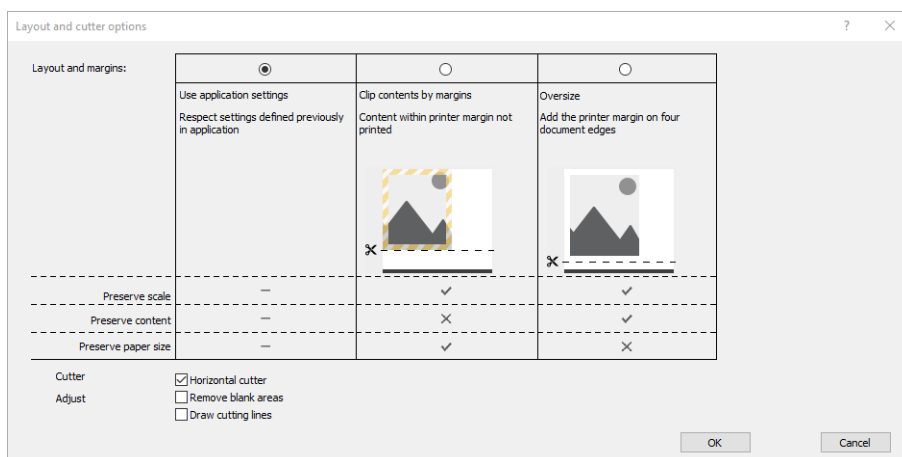 Layout and cutter options
Layout and margins:
Use application settings
Clip contents by margins
Oversize
Respect settings defined previously
in application
Content within printer margin not
printed
Add the printer margin on four
document edges
Preserve scale
Preserve content
Preserve paper size
Cutter
Horizontal cutter
Adjust
Remove blank areas
Draw cutting lines
OK
Cancel